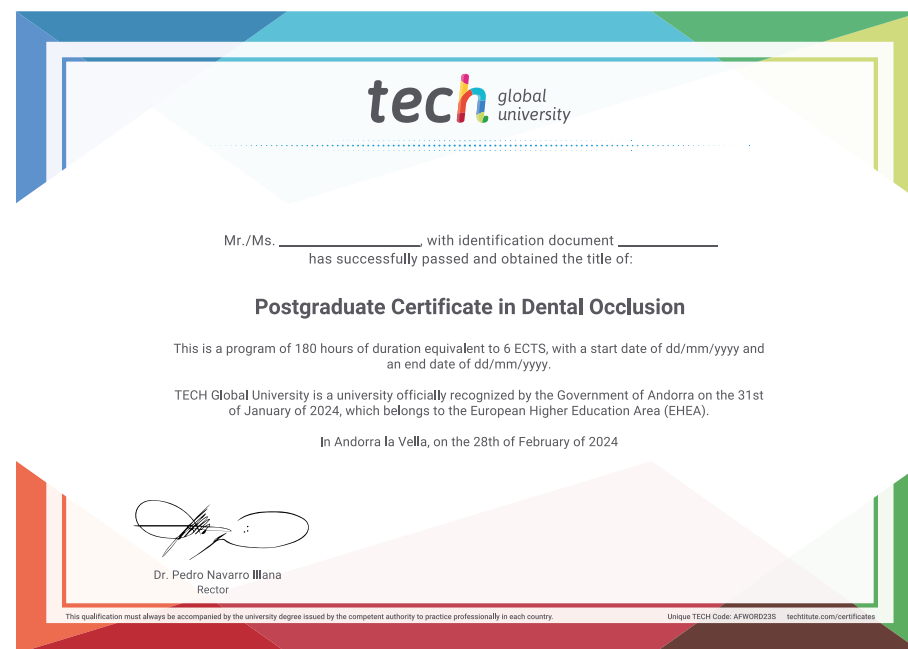 tech global university
Mr./Ms. ____________, with identification document ____________
has successfully passed and obtained the title of:
Postgraduate Certificate in Dental Occlusion
This is a program of 180 hours of duration equivalent to 6 ECTS, with a start date of dd/mm/yyyy and
an end date of dd/mm/yyyy.
TECH Global University is a university officially recognized by the Government of Andorra on the 31st
of January of 2024, which belongs to the European Higher Education Area (EHEA).
In Andorra la Vella, on the 28th of February of 2024
Dr. Pedro Navarro Illana
Rector
This qualification must always be accompanied by the university degree issued by the competent authority to practice professionally in each country.
Unique TECH Code: AFWORD23S techtitute.com/certificates